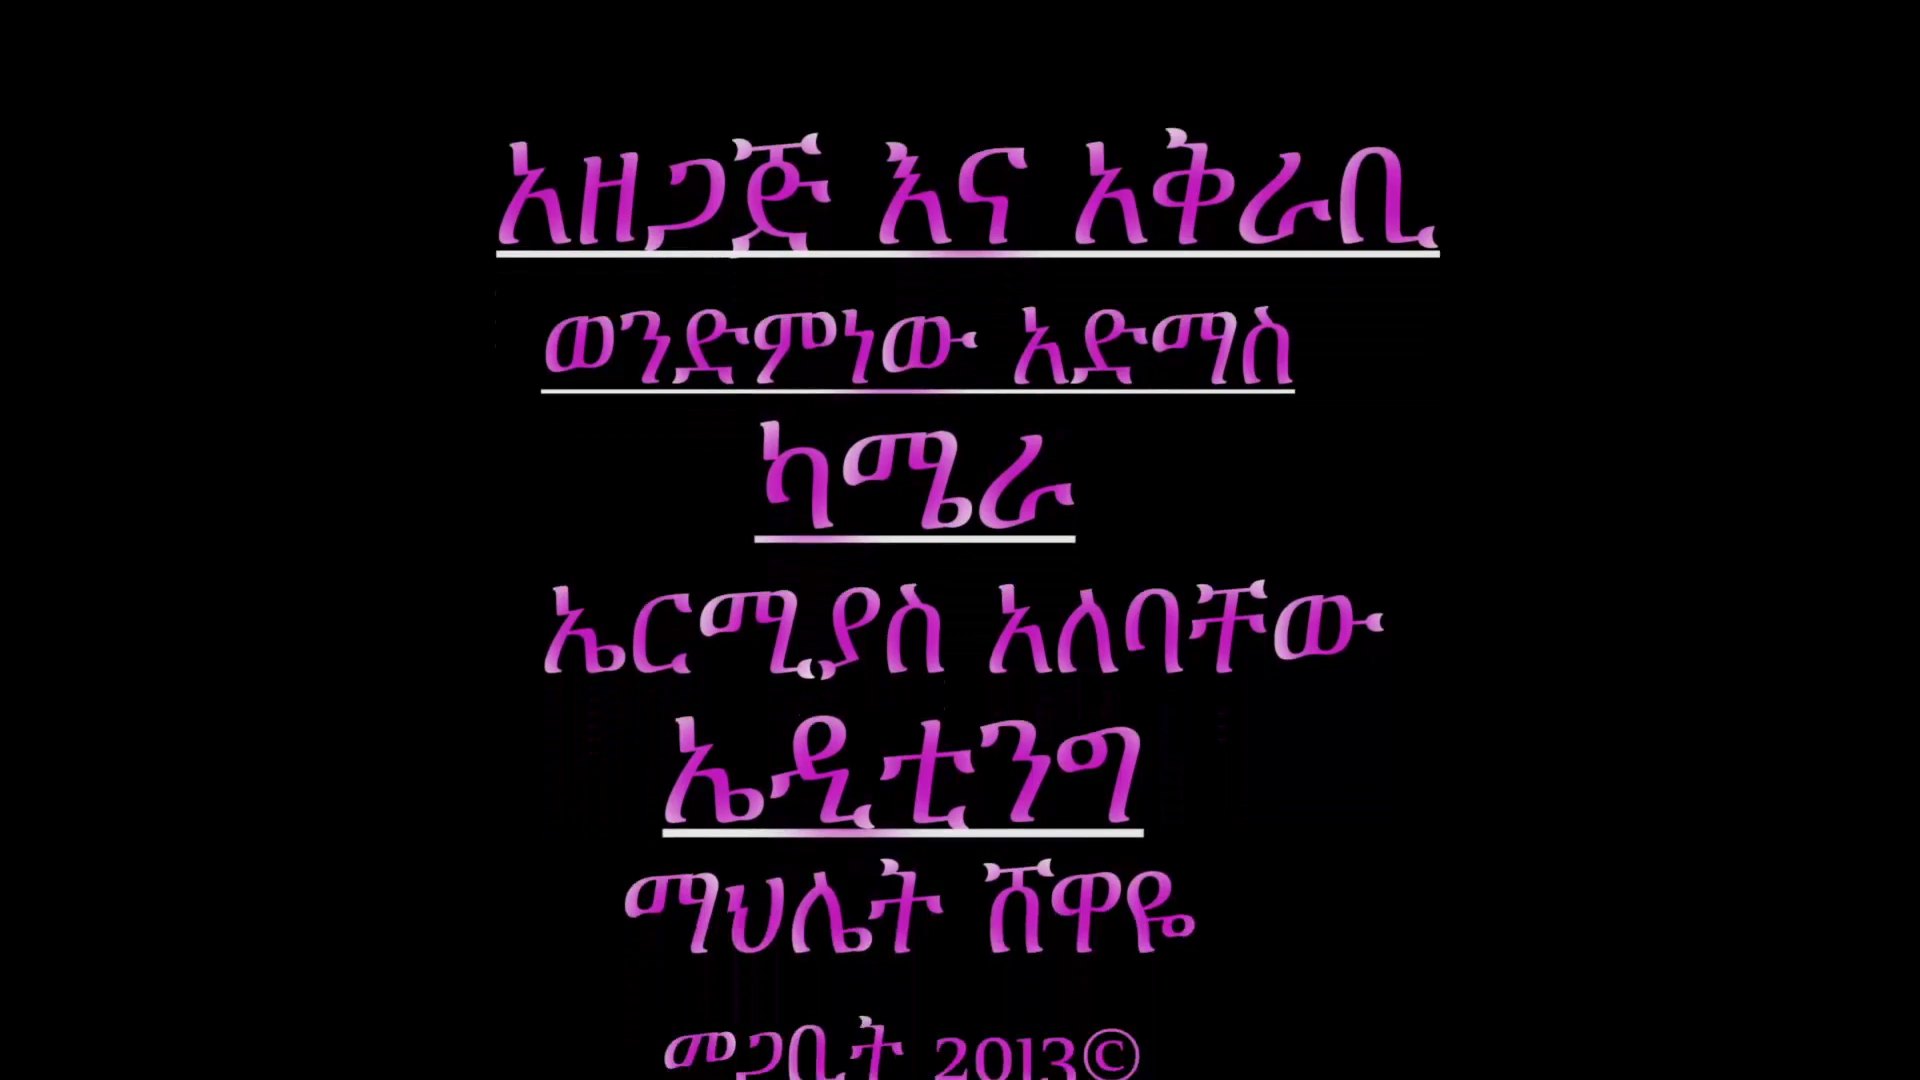 አዘጋጅ እና አቅራቢ
ወንድምነው አድማስ
ካሜራ
ኤርሚያስ አለባቸው
ኤዲቲንግ
ማህሌት ሸዋዬ
መጋቢት 2013©